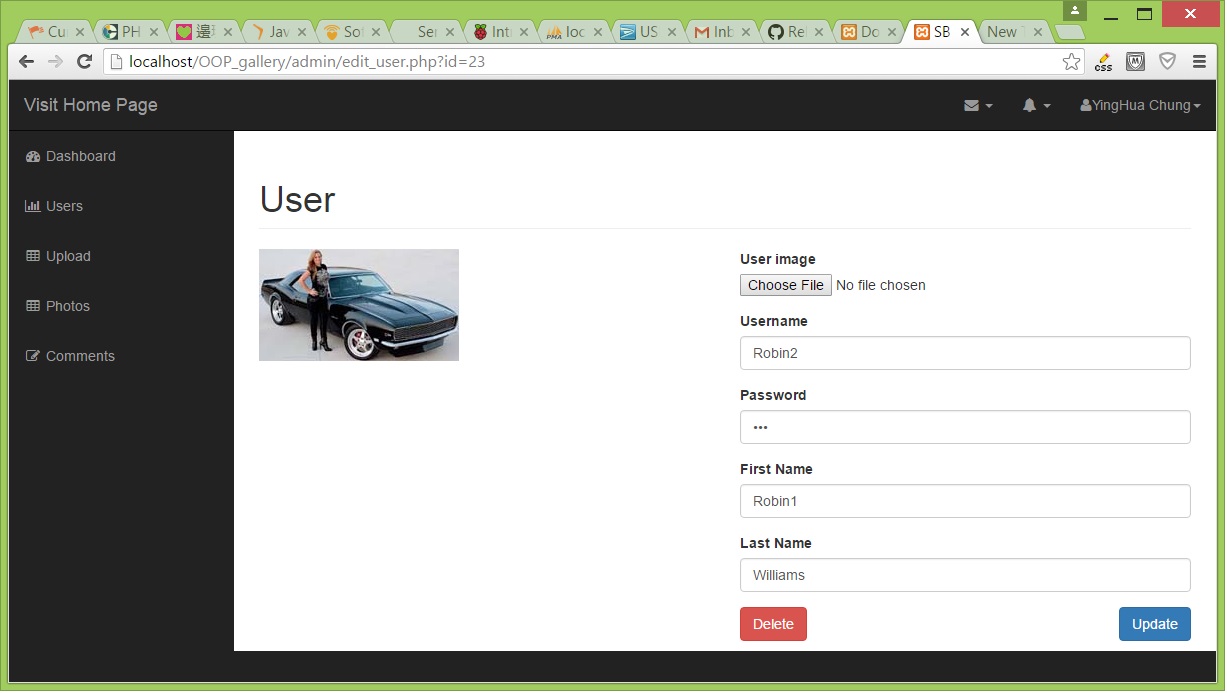 Cu PH 邊 Jav So Ser Intr loc US Inb Re Do SB New T
localhost/OOP_gallery/admin/edit_user.php?id=23
css
Visit Home Page YingHua Chung
Dashboard
Users
Upload
Photos
Comments
User
User image
Choose File No file chosen
Username
Robin2
Password
•••
First Name
Robin1
Last Name
Williams
Delete Update